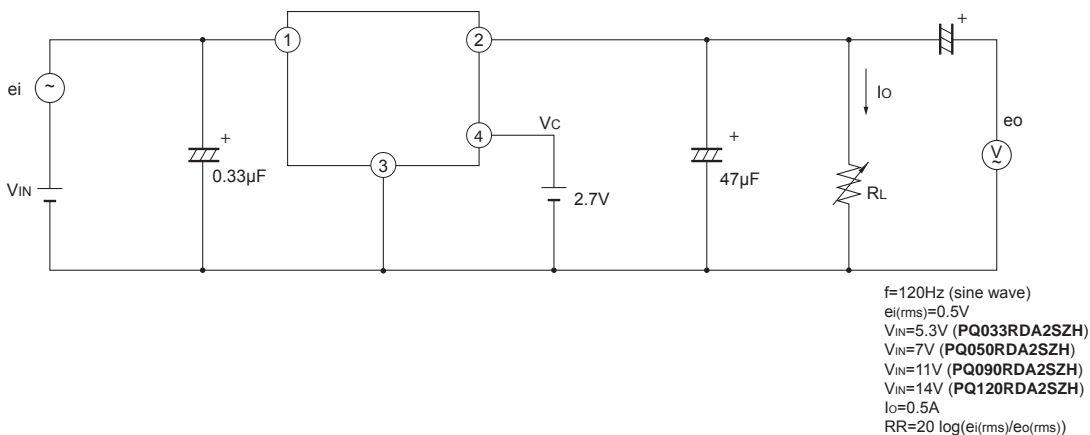 +
1
2
ei
~
+
0.33µF
VIN
3
4
VC
2.7V
+
47µF
IO
RL
eo
V
~
f=120Hz (sine wave)
ei(rms)=0.5V
VIN=5.3V (PQ033RDA2SZH)
VIN=7V (PQ050RDA2SZH)
VIN=11V (PQ090RDA2SZH)
VIN=14V (PQ120RDA2SZH)
IO=0.5A
RR=20 log(ei(rms)/eo(rms))